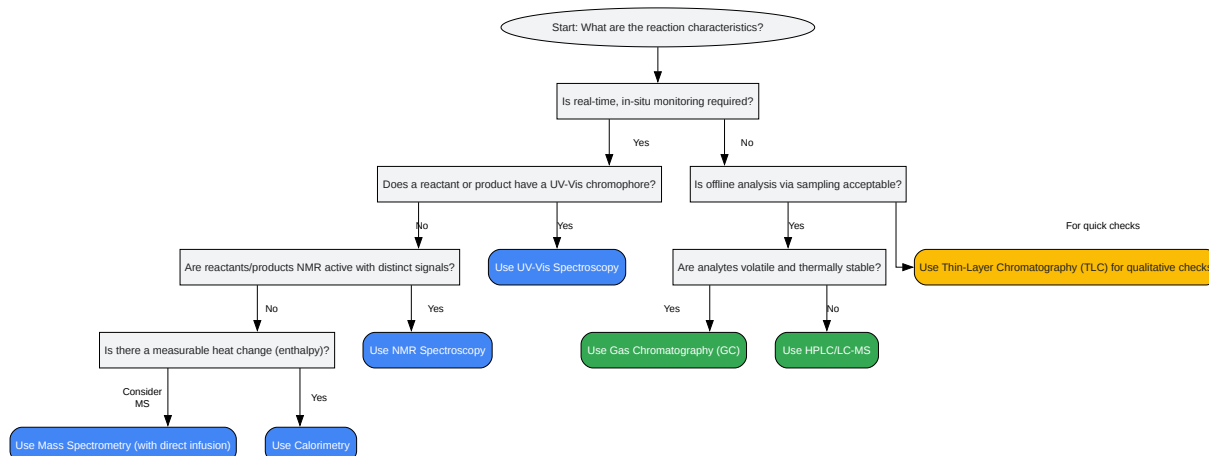 Start: What are the reaction characteristics?
Is real-time, in-situ monitoring required?
Yes
No
Does a reactant or product have a UV-Vis chromophore?
Is offline analysis via sampling acceptable?
No
Yes
Yes
For quick checks
Are reactants/products NMR active with distinct signals?
Use UV-Vis Spectroscopy
Are analytes volatile and thermally stable?
Use Thin-Layer Chromatography (TLC) for qualitative checks
No
Yes
Yes
No
Is there a measurable heat change (enthalpy)?
Use NMR Spectroscopy
Use Gas Chromatography (GC)
Use HPLC/LC-MS
Consider
MS
Yes
Use Mass Spectrometry (with direct infusion)
Use Calorimetry